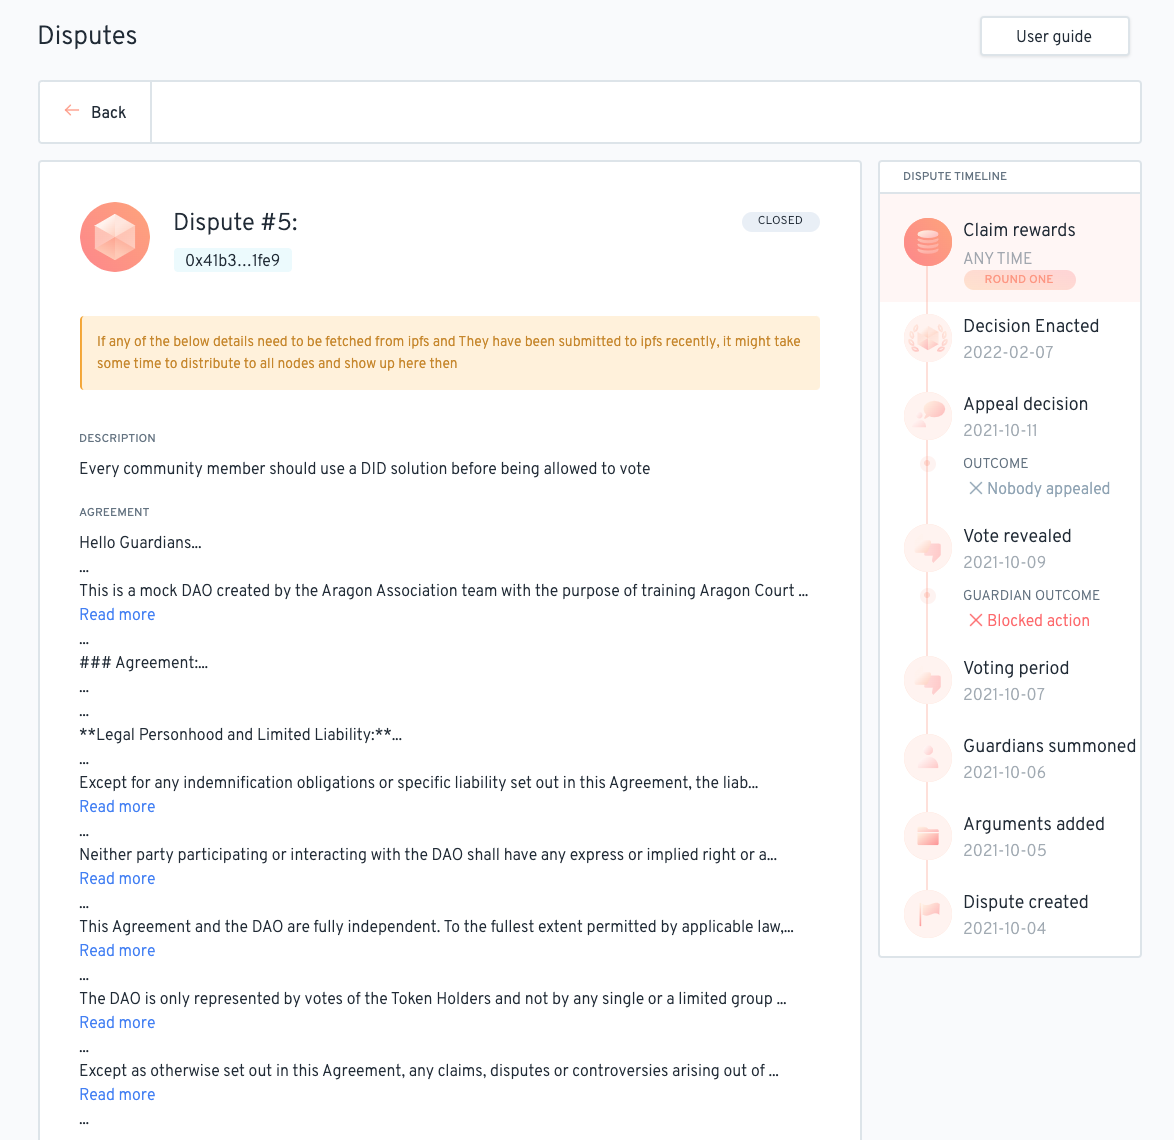 Disputes
User guide
Back
Dispute #5:
0x41b3...1fe9
CLOSED
If any of the below details need to be fetched from ipfs and They have been submitted to ipfs recently, it might take
some time to distribute to all nodes and show up here then
DESCRIPTION
Every community member should use a DID solution before being allowed to vote
AGREEMENT
Hello Guardians...
...
This is a mock DAO created by the Aragon Association team with the purpose of training Aragon Court ...
Read more
...
### Agreement:...
...
...
**Legal Personhood and Limited Liability:**...
...
Except for any indemnification obligations or specific liability set out in this Agreement, the liab...
Read more
...
Neither party participating or interacting with the DAO shall have any express or implied right or a...
Read more
...
This Agreement and the DAO are fully independent. To the fullest extent permitted by applicable law,...
Read more
...
The DAO is only represented by votes of the Token Holders and not by any single or a limited group ...
Read more
...
Except as otherwise set out in this Agreement, any claims, disputes or controversies arising out of ...
Read more
...
DISPUTE TIMELINE
Claim rewards
ANY TIME
ROUND ONE
Decision Enacted
2022-02-07
Appeal decision
2021-10-11
OUTCOME
Nobody appealed
Vote revealed
2021-10-09
GUARDIAN OUTCOME
Blocked action
Voting period
2021-10-07
Guardians summoned
2021-10-06
Arguments added
2021-10-05
Dispute created
2021-10-04